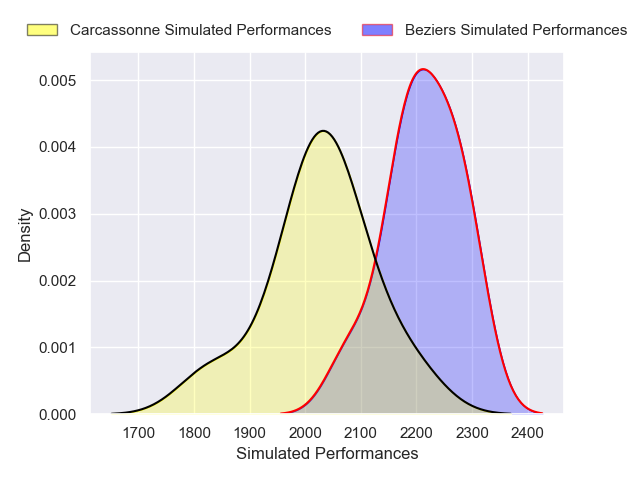 Carcassonne Simulated Performances Beziers Simulated Performances
0.005
0.004
0.003
0.002
0.001
0.000
Density
1700 1800 1900 2000 2100 2200 2300 2400
Simulated Performances